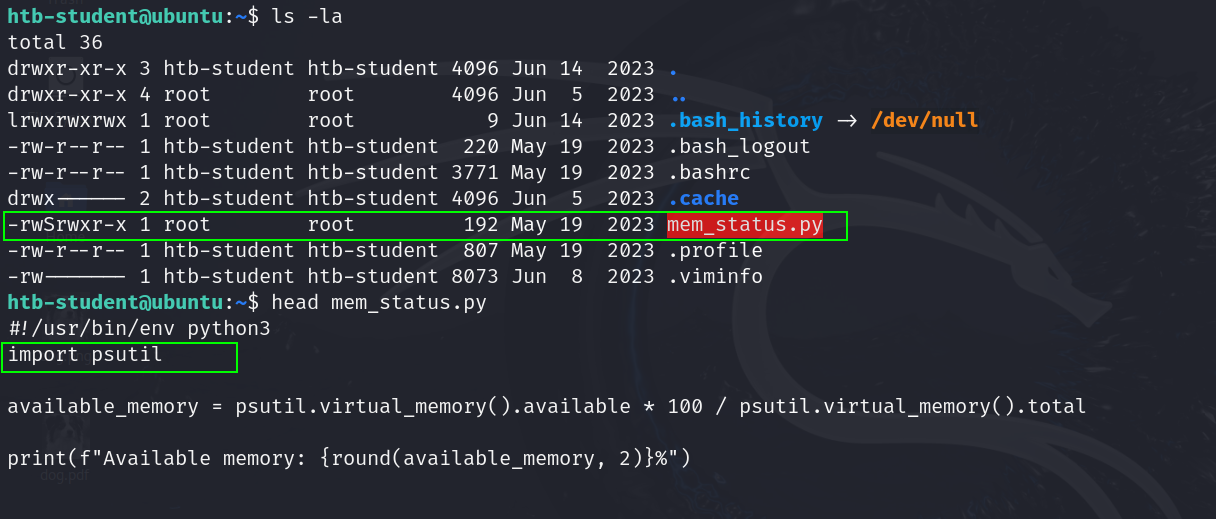 htb-student@ubuntu:~$ ls -la
total 36
drwxr-xr-x 3 htb-student htb-student 4096 Jun 14  2023 .
drwxr-xr-x 4 root        root        4096 Jun  5  2023 ..
lrwxrwxrwx 1 root        root           9 Jun 14  2023 .bash_history -> /dev/null
-rw-r--r-- 1 htb-student htb-student  220 May 19  2023 .bash_logout
-rw-r--r-- 1 htb-student htb-student 3771 May 19  2023 .bashrc
drwx------ 2 htb-student htb-student 4096 Jun  5  2023 .cache
-rwSrwxr-x 1 root        root         192 May 19  2023 mem_status.py
-rw-r--r-- 1 htb-student htb-student  807 May 19  2023 .profile
-rw------- 1 htb-student htb-student 8073 Jun  8  2023 .viminfo
htb-student@ubuntu:~$ head mem_status.py
#!/usr/bin/env python3
import psutil
available_memory = psutil.virtual_memory().available * 100 / psutil.virtual_memory().total
print(f"Available memory: {round(available_memory, 2)}%")
dog.pdf